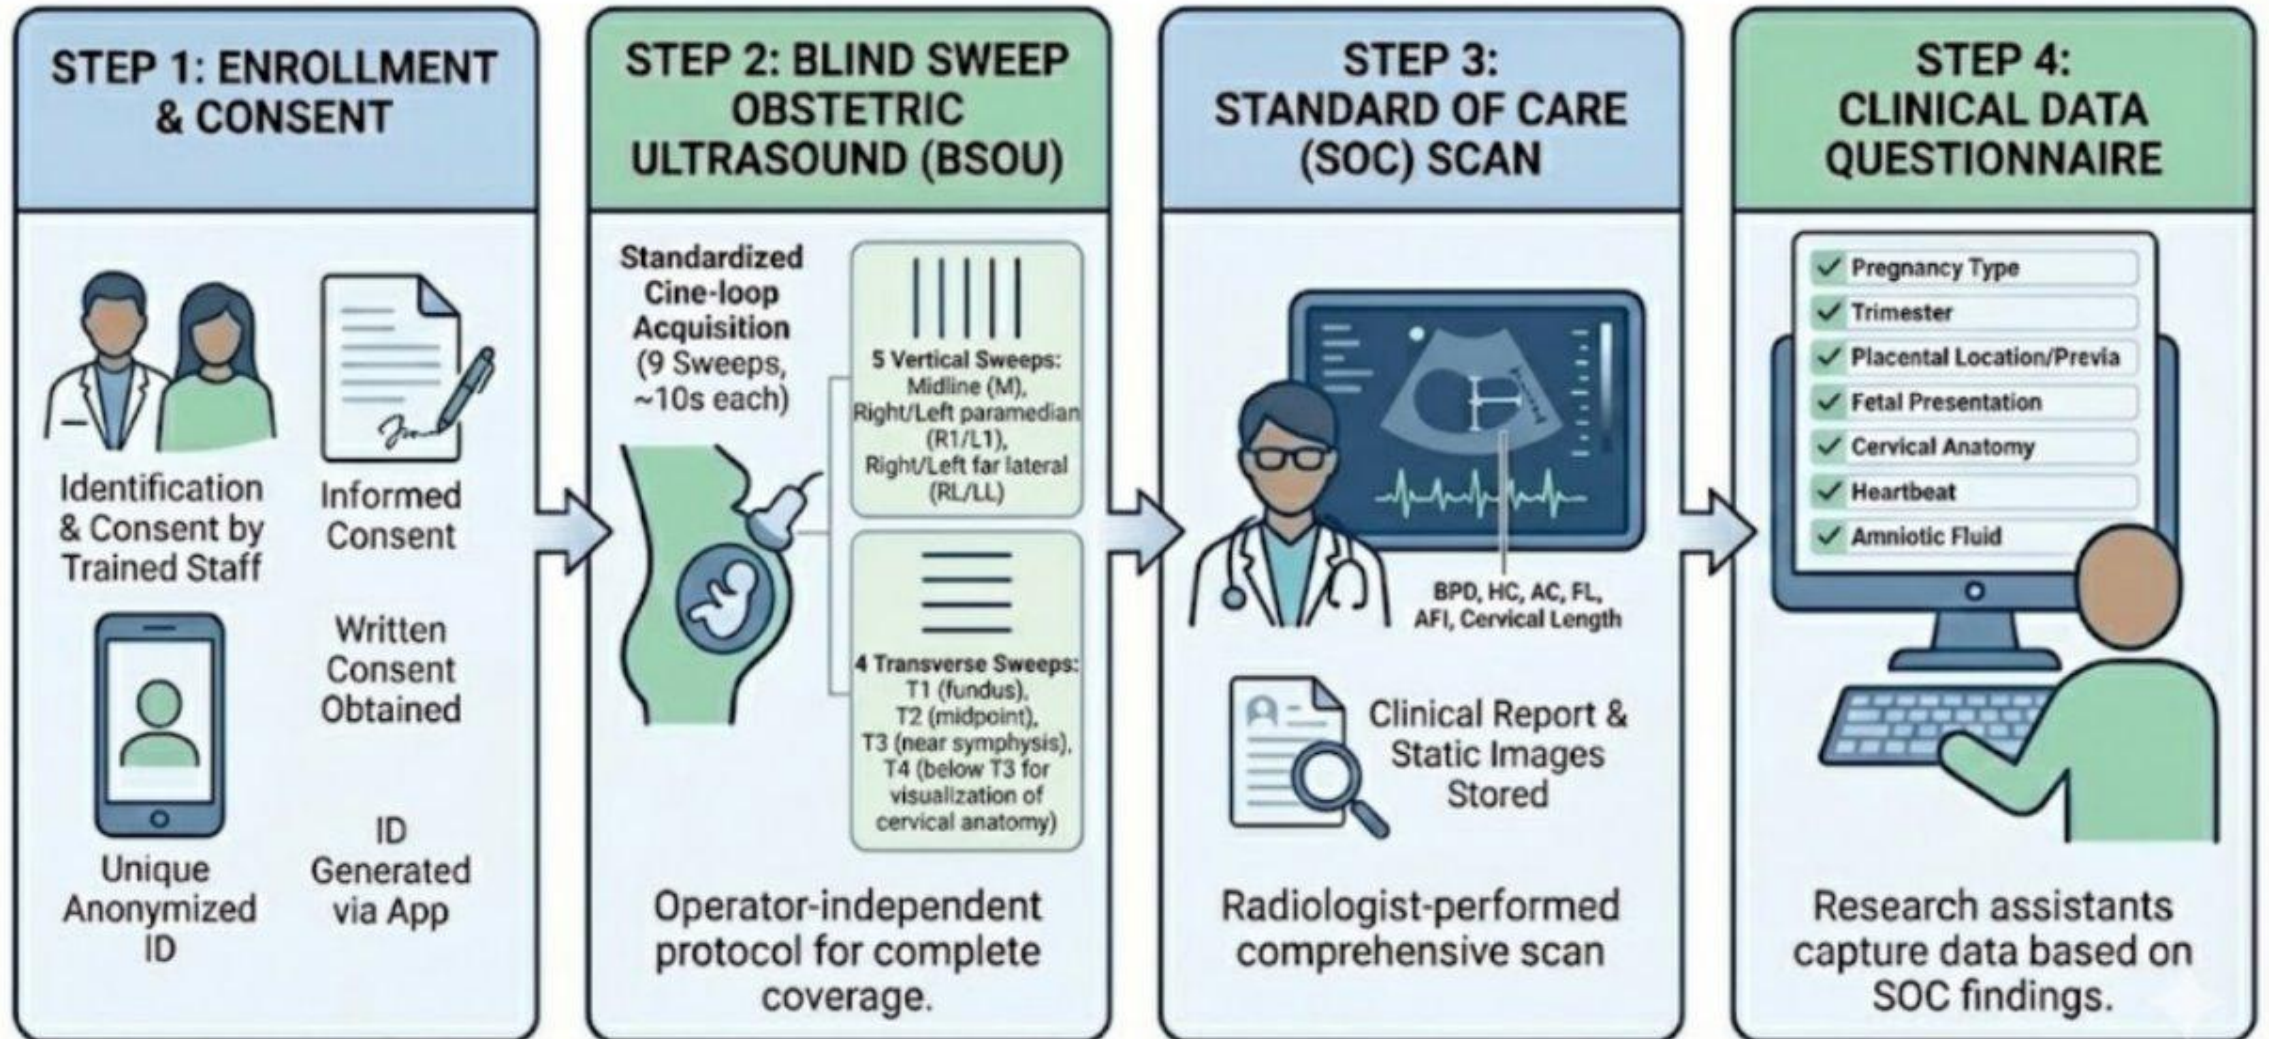 STEP 1: ENROLLMENT
& CONSENT
Identification
& Consent by
Trained Staff
Informed
Consent
Written
Consent
Obtained
Unique
Anonymized
ID
ID
Generated
via App
STEP 2: BLIND SWEEP
OBSTETRIC
ULTRASOUND (BSOU)
Standardized
Cine-loop
Acquisition
(9 Sweeps,
~10s each)
5 Vertical Sweeps:
Midline (M),
Right/Left paramedian
(R1/L1),
Right/Left far lateral
(RL/LL)
4 Transverse Sweeps:
T1 (fundus),
T2 (midpoint),
T3 (near symphysis),
T4 (below T3 for
visualization of
cervical anatomy)
Operator-independent
protocol for complete
coverage.
STEP 3:
STANDARD OF CARE
(SOC) SCAN
BPD, HC, AC, FL,
AFI, Cervical Length
Clinical Report &
Static Images
Stored
Radiologist-performed
comprehensive scan
STEP 4:
CLINICAL DATA
QUESTIONNAIRE
Pregnancy Type
Trimester
Placental Location/Previa
Fetal Presentation
Cervical Anatomy
Heartbeat
Amniotic Fluid
Research assistants
capture data based on
SOC findings.